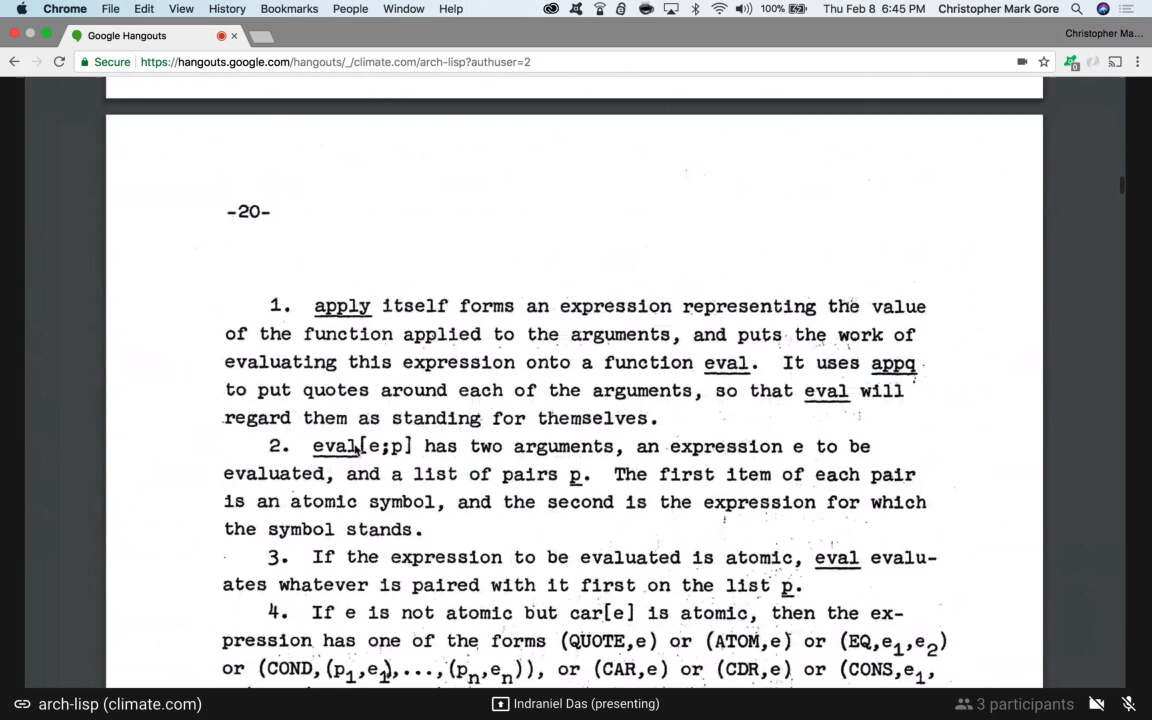 Chrome File Edit View History Bookmarks People Window Help 100% Thu Feb 8 6:45 PM Christopher Mark Gore
Google Hangouts Christopher Ma...
Secure https://hangouts.google.com/hangouts/_/climate.com/arch-lisp?authuser=2
-20-
1. apply itself forms an expression representing the value
of the function applied to the arguments, and puts the work of
evaluating this expression onto a function eval. It uses appq
to put quotes around each of the arguments, so that eval will
regard them as standing for themselves.
2. eval[e;p] has two arguments, an expression e to be
evaluated, and a list of pairs p. The first item of each pair
is an atomic symbol, and the second is the expression for which
the symbol stands.
3. If the expression to be evaluated is atomic, eval evalu-
ates whatever is paired with it first on the list p.
4. If e is not atomic but car[e] is atomic, then the ex-
pression has one of the forms (QUOTE,e) or (ATOM,e) or (EQ,e₁,e₂)
or (COND,(p₁,e₁),...,(pₙ,eₙ)), or (CAR,e) or (CDR,e) or (CONS,e₁,
arch-lisp (climate.com) Indraniel Das (presenting) 3 participants